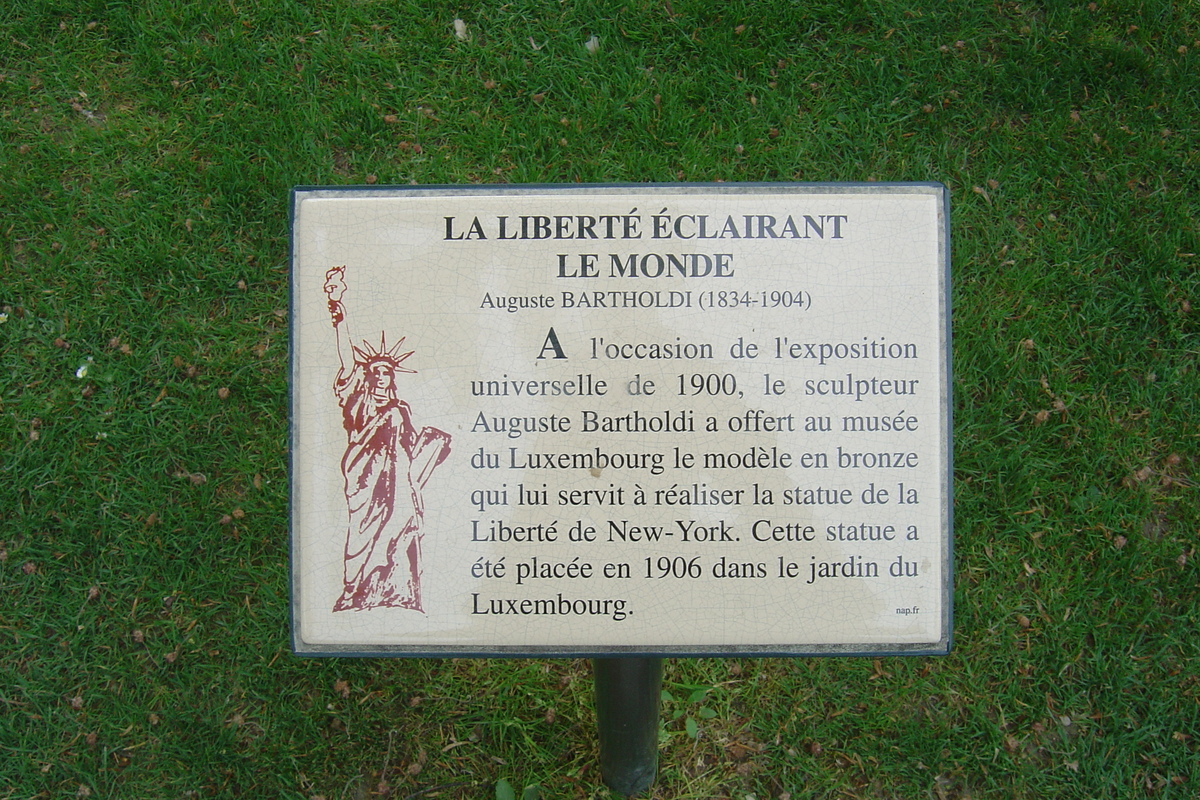 LA LIBERTÉ ÉCLAIRANT
LE MONDE
Auguste BARTHOLDI (1834-1904)
A l'occasion de l'exposition
universelle de 1900, le sculpteur
Auguste Bartholdi a offert au musée
du Luxembourg le modèle en bronze
qui lui servit à réaliser la statue de la
Liberté de New-York. Cette statue a
été placée en 1906 dans le jardin du
Luxembourg.
nap.fr